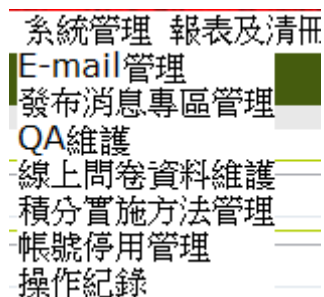 系統管理 報表及清冊
E-mail管理
發布消息專區管理
QA維護
線上問卷資料維護
積分實施方法管理
帳號停用管理
操作紀錄